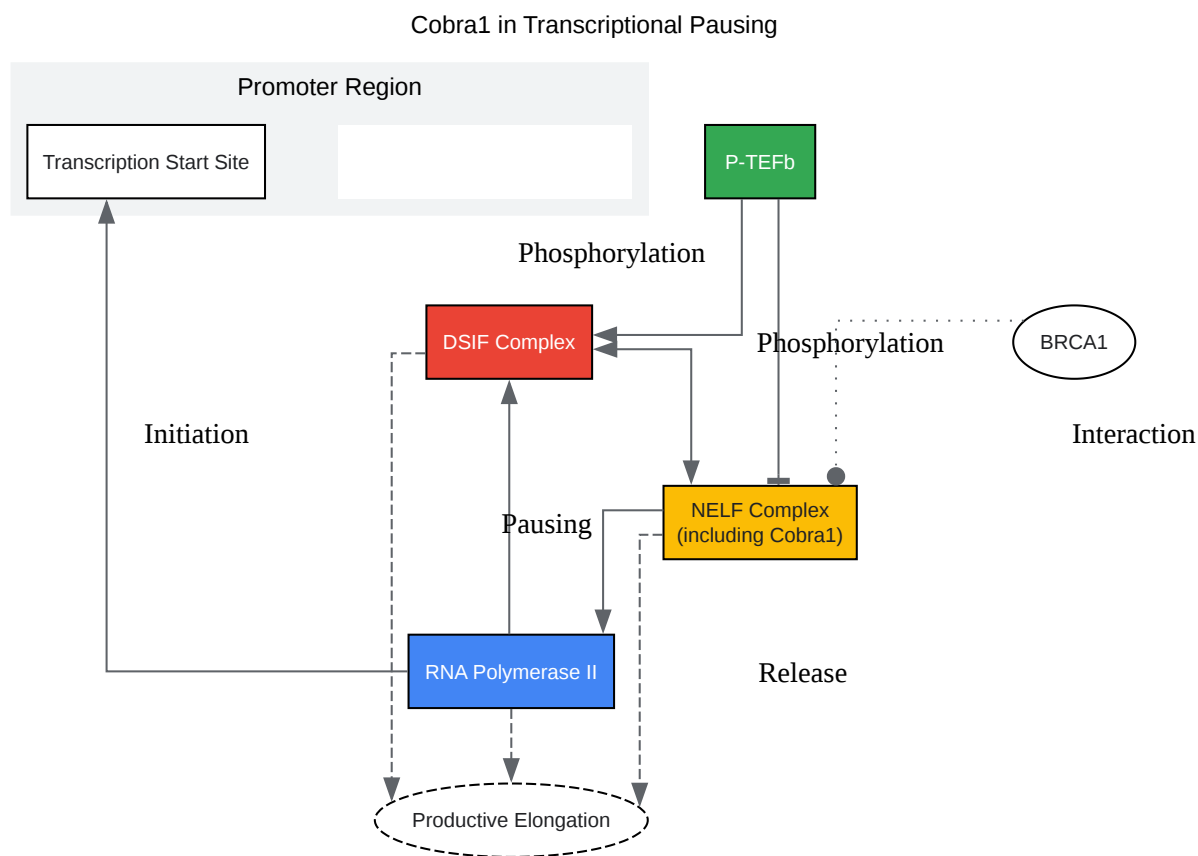 Cobra1 in Transcriptional Pausing
Promoter Region
Transcription Start Site
P-TEFb
Phosphorylation
DSIF Complex
Phosphorylation
BRCA1
Initiation
Interaction
NELF Complex
(including Cobra1)
Pausing
RNA Polymerase II
Release
Productive Elongation